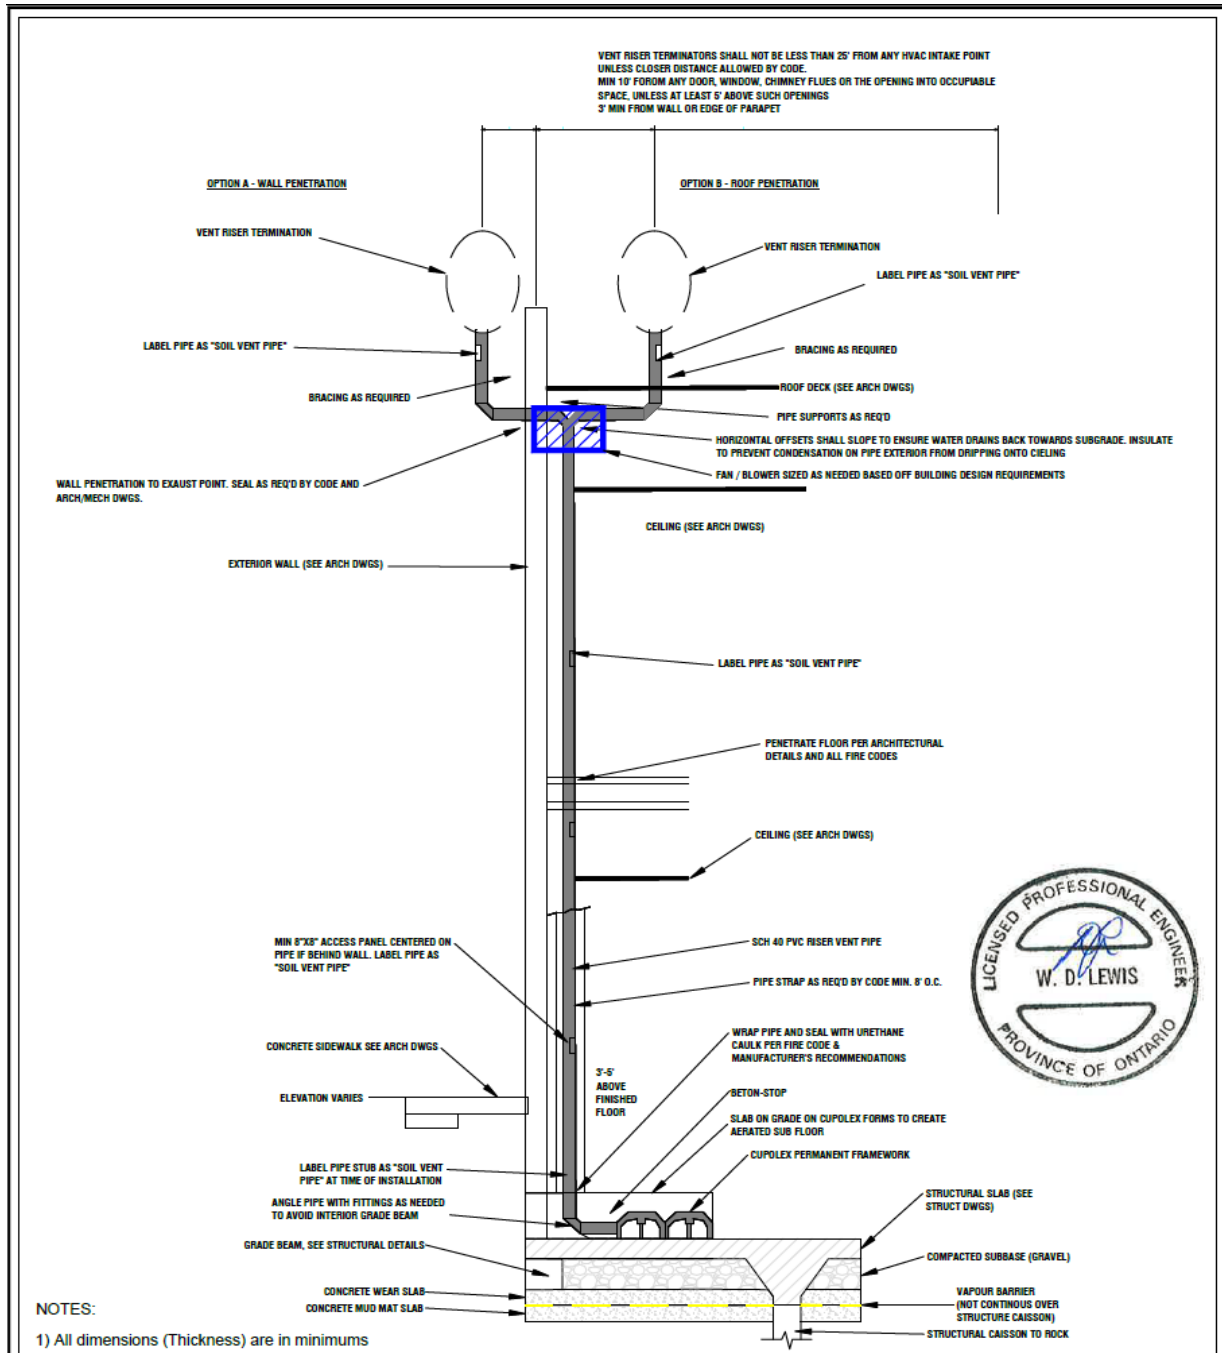 VENT RISER TERMINATORS SHALL NOT BE LESS THAN 25' FROM ANY HVAC INTAKE POINT
UNLESS CLOSER DISTANCE ALLOWED BY CODE.
MIN 10' FOROM ANY DOOR, WINDOW, CHIMNEY FLUES OR THE OPENING INTO OCCUPIABLE
SPACE, UNLESS AT LEAST 5' ABOVE SUCH OPENINGS
3' MIN FROM WALL OR EDGE OF PARAPET
OPTION A - WALL PENETRATION
OPTION B - ROOF PENETRATION
VENT RISER TERMINATION
VENT RISER TERMINATION
LABEL PIPE AS "SOIL VENT PIPE"
LABEL PIPE AS "SOIL VENT PIPE"
BRACING AS REQUIRED
BRACING AS REQUIRED
ROOF DECK (SEE ARCH DWGS)
PIPE SUPPORTS AS REQ'D
HORIZONTAL OFFSETS SHALL SLOPE TO ENSURE WATER DRAINS BACK TOWARDS SUBGRADE. INSULATE
TO PREVENT CONDENSATION ON PIPE EXTERIOR FROM DRIPPING ONTO CIELING
FAN / BLOWER SIZED AS NEEDED BASED OFF BUILDING DESIGN REQUIREMENTS
WALL PENETRATION TO EXAUST POINT. SEAL AS REQ'D BY CODE AND
ARCH/MECH DWGS.
CEILING (SEE ARCH DWGS)
EXTERIOR WALL (SEE ARCH DWGS)
LABEL PIPE AS "SOIL VENT PIPE"
PENETRATE FLOOR PER ARCHITECTURAL
DETAILS AND ALL FIRE CODES
CEILING (SEE ARCH DWGS)
MIN 8"X8" ACCESS PANEL CENTERED ON
PIPE IF BEHIND WALL. LABEL PIPE AS
"SOIL VENT PIPE"
SCH 40 PVC RISER VENT PIPE
PIPE STRAP AS REQ'D BY CODE MIN. 8' O.C.
LICENSED PROFESSIONAL ENGINEER
W. D. LEWIS
PROVINCE OF ONTARIO
WRAP PIPE AND SEAL WITH URETHANE
CAULK PER FIRE CODE &
MANUFACTURER'S RECOMMENDATIONS
CONCRETE SIDEWALK SEE ARCH DWGS
3'-5'
ABOVE
FINISHED
FLOOR
ELEVATION VARIES
BETON-STOP
SLAB ON GRADE ON CUPOLEX FORMS TO CREATE
AERATED SUB FLOOR
CUPOLEX PERMANENT FRAMEWORK
LABEL PIPE STUB AS "SOIL VENT
PIPE" AT TIME OF INSTALLATION
ANGLE PIPE WITH FITTINGS AS NEEDED
TO AVOID INTERIOR GRADE BEAM
STRUCTURAL SLAB (SEE
STRUCT DWGS)
GRADE BEAM, SEE STRUCTURAL DETAILS
COMPACTED SUBBASE (GRAVEL)
CONCRETE WEAR SLAB
CONCRETE MUD MAT SLAB
VAPOUR BARRIER
(NOT CONTINOUS OVER
STRUCTURE CAISSON)
STRUCTURAL CAISSON TO ROCK
NOTES:
1) All dimensions (Thickness) are in minimums